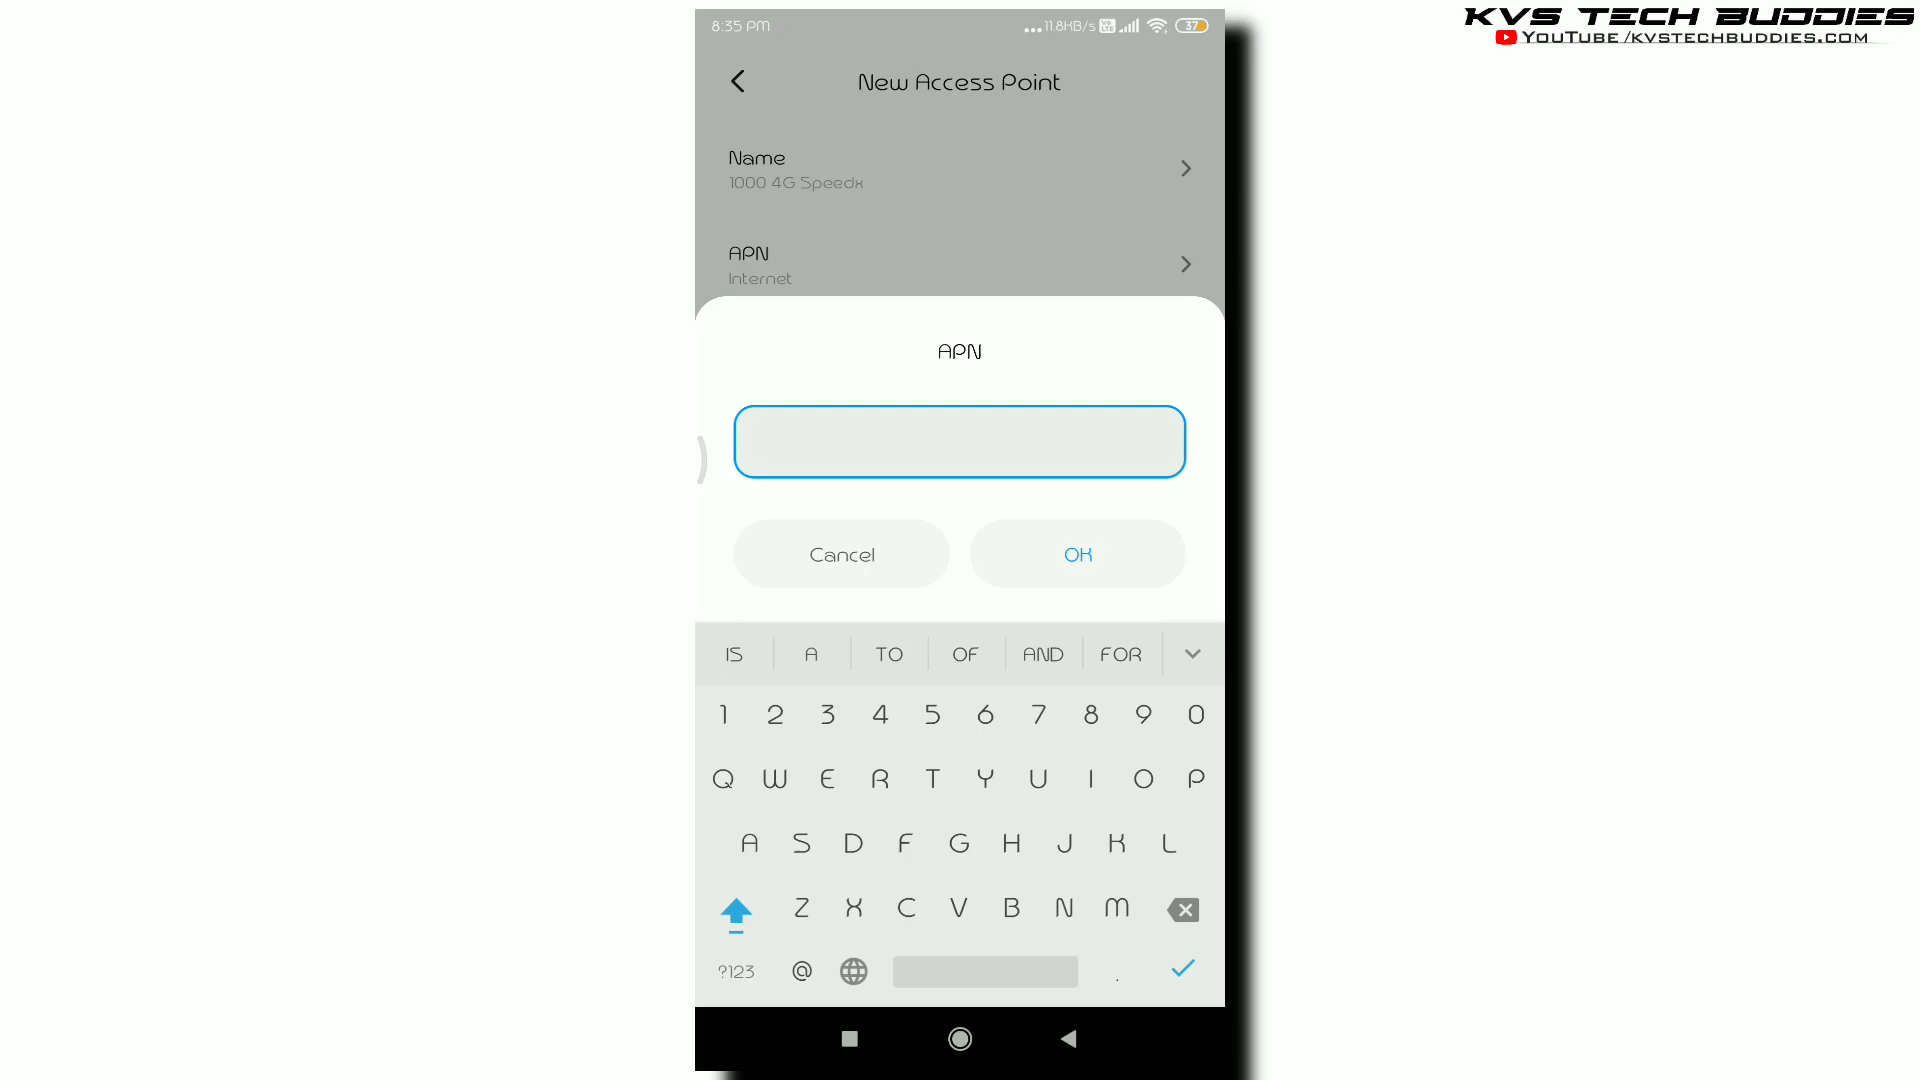 KVS TECH BUDDIES
YouTube /kvstechbuddies.com
8:35 PM
...11.8KB/s Vo LTE 37
New Access Point
Name
1000 4G Speedx
APN
Internet
APN
Cancel OK
IS A TO OF AND FOR
1 2 3 4 5 6 7 8 9 0
Q W E R T Y U I O P
A S D F G H J K L
Z X C V B N M
?123 @ .